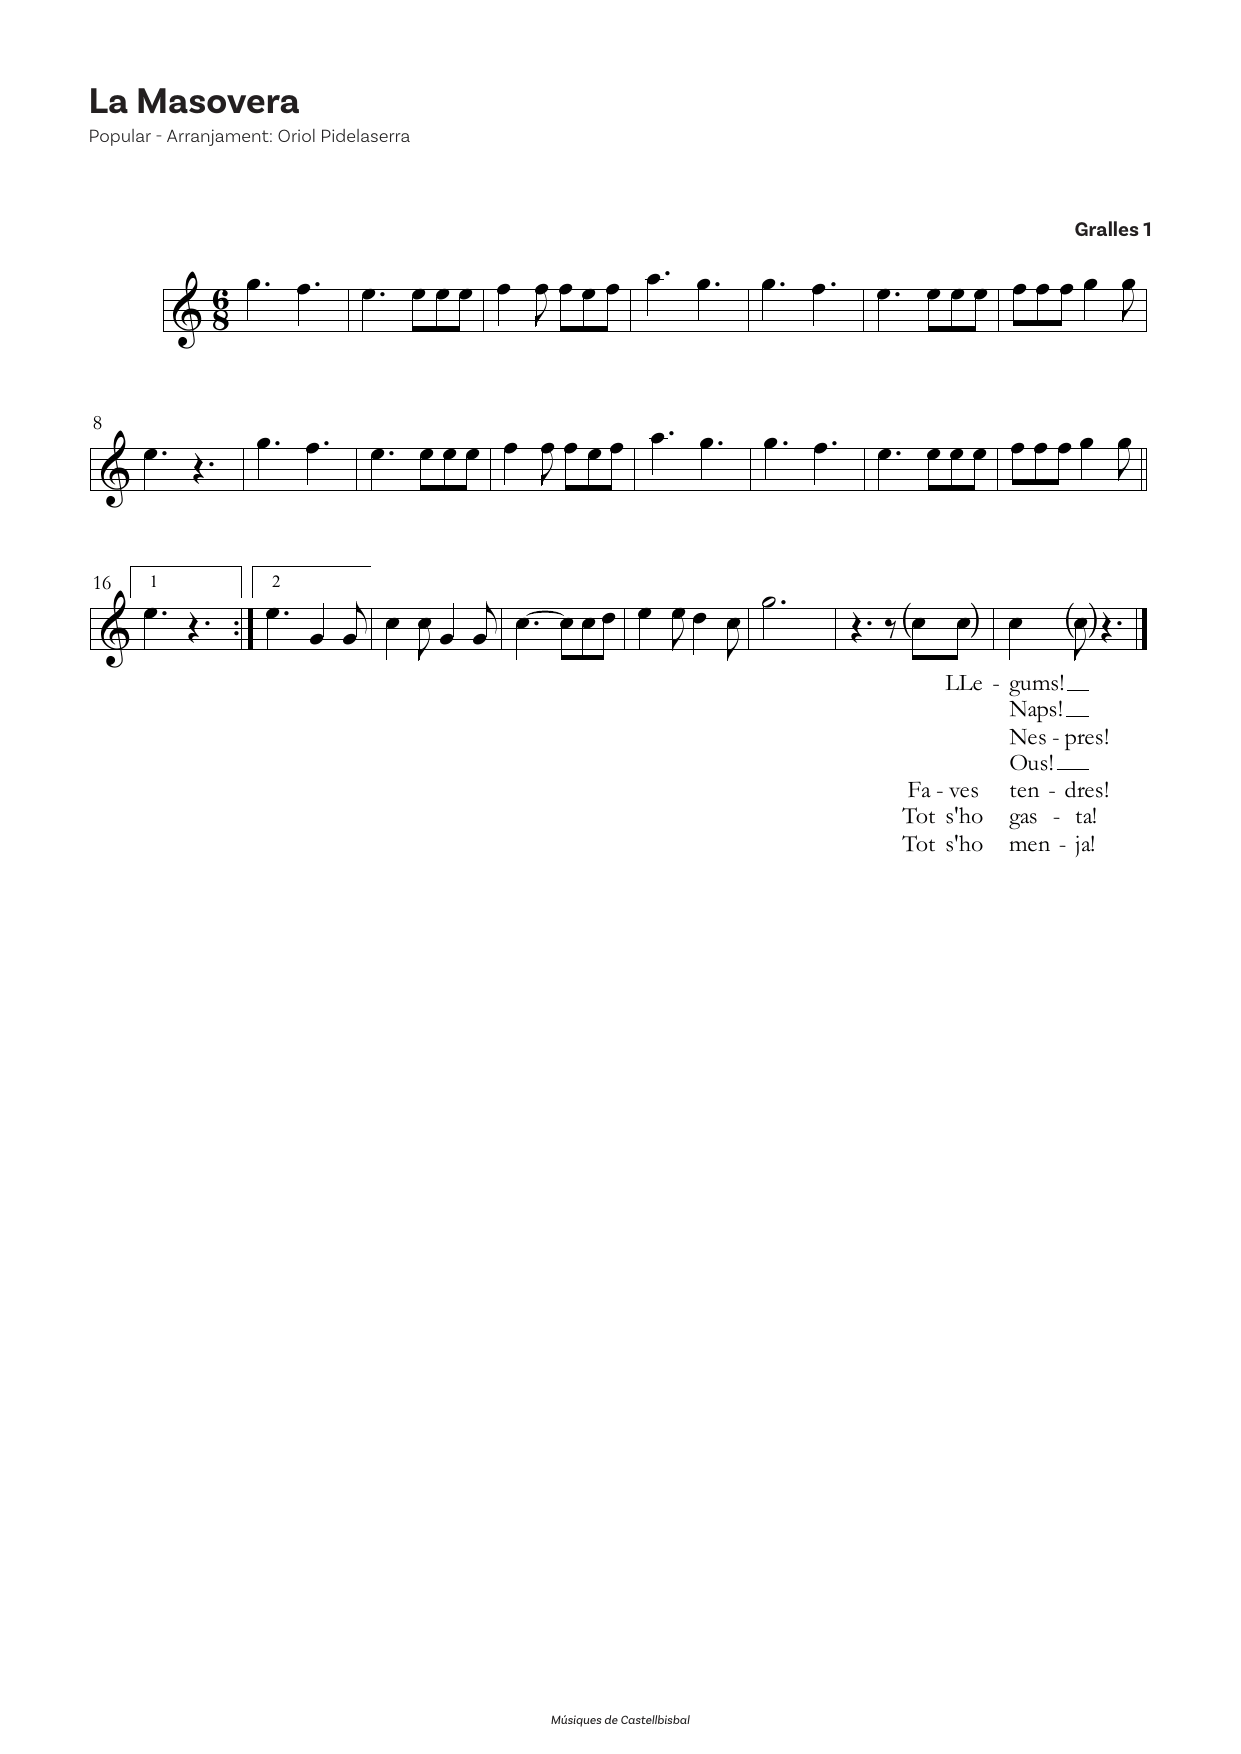 La Masovera
Popular - Arranjament: Oriol Pidelaserra
Gralles 1
6
8
8
16
1
2
LLe - gums!
Naps!
Nes - pres!
Ous!
Fa - ves ten - dres!
Tot s'ho gas - ta!
Tot s'ho men - ja!
Músiques de Castellbisbal